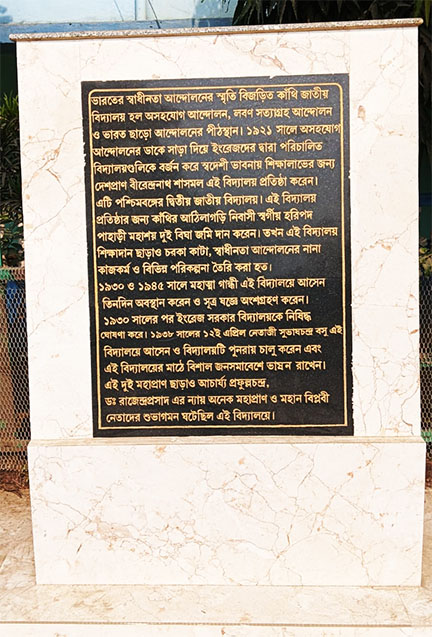 ভারতের স্বাধীনতা আন্দোলনের স্মৃতি বিজড়িত কাঁথি জাতীয়
বিদ্যালয় হল অসহযোগ আন্দোলন, লবণ সত্যাগ্রহ আন্দোলন
ও ভারত ছাড়ো আন্দোলনের পীঠস্থান। ১৯২১ সালে অসহযোগ
আন্দোলনের ডাকে সাড়া দিয়ে ইংরেজদের দ্বারা পরিচালিত
বিদ্যালয়গুলিকে বর্জন করে স্বদেশী ভাবনায় শিক্ষালাভের জন্য
দেশপ্রাণ বীরেন্দ্রনাথ শাসমল এই বিদ্যালয় প্রতিষ্ঠা করেন।
এটি পশ্চিমবঙ্গের দ্বিতীয় জাতীয় বিদ্যালয়। এই বিদ্যালয়
প্রতিষ্ঠার জন্য কাঁথির আঠিলাগড়ি নিবাসী স্বর্গীয় হরিপদ
পাহাড়ী মহাশয় দুই বিঘা জমি দান করেন। তখন এই বিদ্যালয়
শিক্ষাদান ছাড়াও চরকা কাটা, স্বাধীনতা আন্দোলনের নানা
কাজকর্ম ও বিভিন্ন পরিকল্পনা তৈরি করা হত।
১৯৩০ ও ১৯৪৫ সালে মহাত্মা গান্ধী এই বিদ্যালয়ে আসেন
তিনদিন অবস্থান করেন ও সূত্র যজ্ঞে অংশগ্রহণ করেন।
১৯৩০ সালের পর ইংরেজ সরকার বিদ্যালয়কে নিষিদ্ধ
ঘোষণা করে। ১৯৩৮ সালের ১২ই এপ্রিল নেতাজী সুভাষচন্দ্র বসু এই
বিদ্যালয়ে আসেন ও বিদ্যালয়টি পুনরায় চালু করেন এবং
এই বিদ্যালয়ের মাঠে বিশাল জনসমাবেশে ভাষন রাখেন।
এই দুই মহাপ্রাণ ছাড়াও আচার্য্য প্রফুল্লচন্দ্র,
ডঃ রাজেন্দ্রপ্রসাদ এর ন্যায় অনেক মহাপ্রাণ ও মহান বিপ্লবী
নেতাদের শুভাগমন ঘটেছিল এই বিদ্যালয়ে।